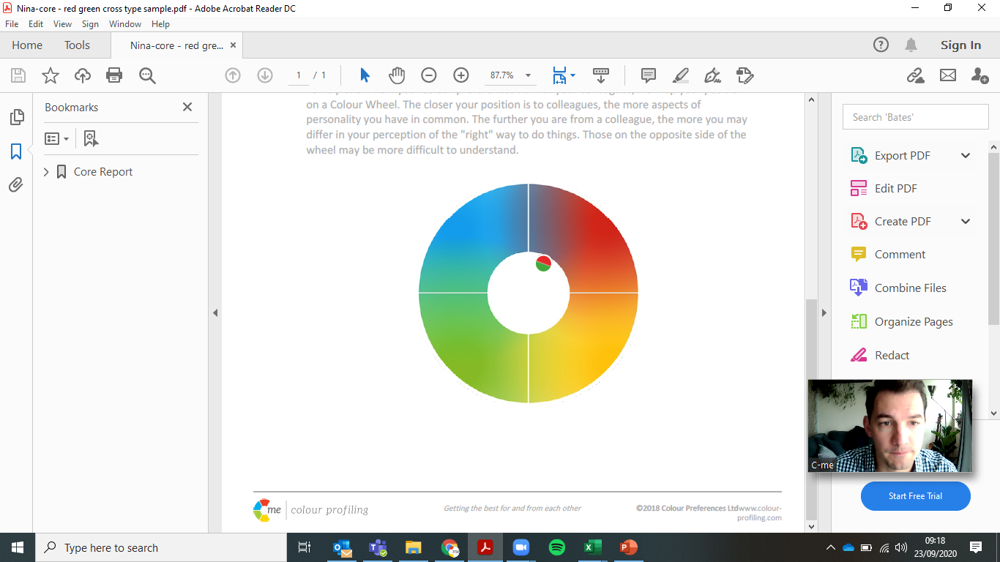 Nina-core - red green cross type sample.pdf - Adobe Acrobat Reader DC
File Edit View Sign Window Help
Home Tools Nina-core - red gre... × Sign In
1 / 1 87.7%
Bookmarks
Core Report
on a Colour Wheel. The closer your position is to colleagues, the more aspects of
personality you have in common. The further you are from a colleague, the more you may
differ in your perception of the "right" way to do things. Those on the opposite side of the
wheel may be more difficult to understand.
me colour profiling
Getting the best for and from each other
©2018 Colour Preferences Ltdwww.colour-
profiling.com
Search 'Bates'
Export PDF
Edit PDF
Create PDF
Comment
Combine Files
Organize Pages
Redact
C-me
Start Free Trial
Type here to search
09:18
23/09/2020